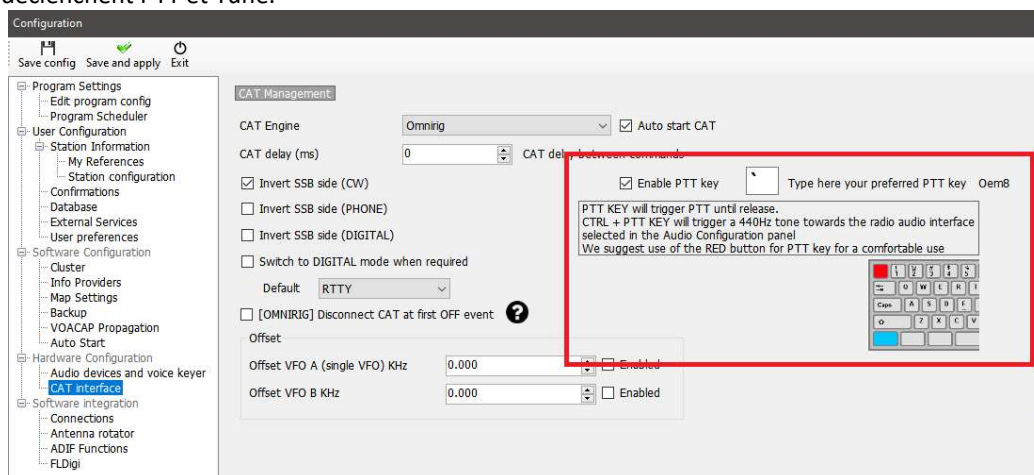 déclenchent PTT et Tune.
Configuration
Save config Save and apply Exit
Program Settings
Edit program config
Program Scheduler
User Configuration
Station Information
My References
Station configuration
Confirmations
Database
External Services
User preferences
Software Configuration
Cluster
Info Providers
Map Settings
Backup
VOACAP Propagation
Auto Start
Hardware Configuration
Audio devices and voice keyer
CAT interface
Software integration
Connections
Antenna rotator
ADIF Functions
FLDigi
CAT Management
CAT Engine Omnirig Auto start CAT
CAT delay (ms) 0 CAT delay between commands
Invert SSB side (CW)
Invert SSB side (PHONE)
Invert SSB side (DIGITAL)
Switch to DIGITAL mode when required
Default RTTY
[OMNIRIG] Disconnect CAT at first OFF event ?
Offset
Offset VFO A (single VFO) KHz 0.000 Enabled
Offset VFO B KHz 0.000 Enabled
Enable PTT key ` Type here your preferred PTT key Oem8
PTT KEY will trigger PTT until release.
CTRL + PTT KEY will trigger a 440Hz tone towards the radio audio interface
selected in the Audio Configuration panel
We suggest use of the RED button for PTT key for a comfortable use
Caps